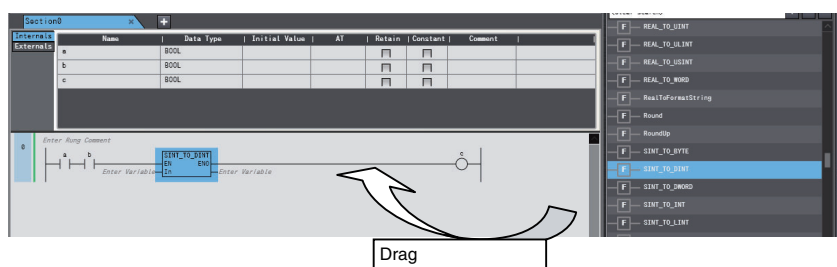 Section0 × +
Internals
Externals
Name | Data Type | Initial Value | AT | Retain | Constant | Comment |
a BOOL
b BOOL
c BOOL
0
Enter Rung Comment
a b c
SINT_TO_DINT
EN ENO
Enter Variable In Enter Variable
F REAL_TO_UINT
F REAL_TO_ULINT
F REAL_TO_USINT
F REAL_TO_WORD
F RealToFormatString
F Round
F RoundUp
F SINT_TO_BYTE
F SINT_TO_DINT
F SINT_TO_DWORD
F SINT_TO_INT
F SINT_TO_LINT
Drag